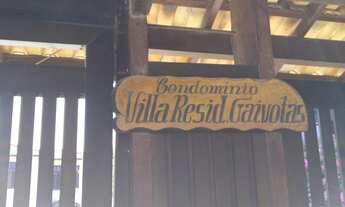 Condominio
Villa Resid. Gaivotas